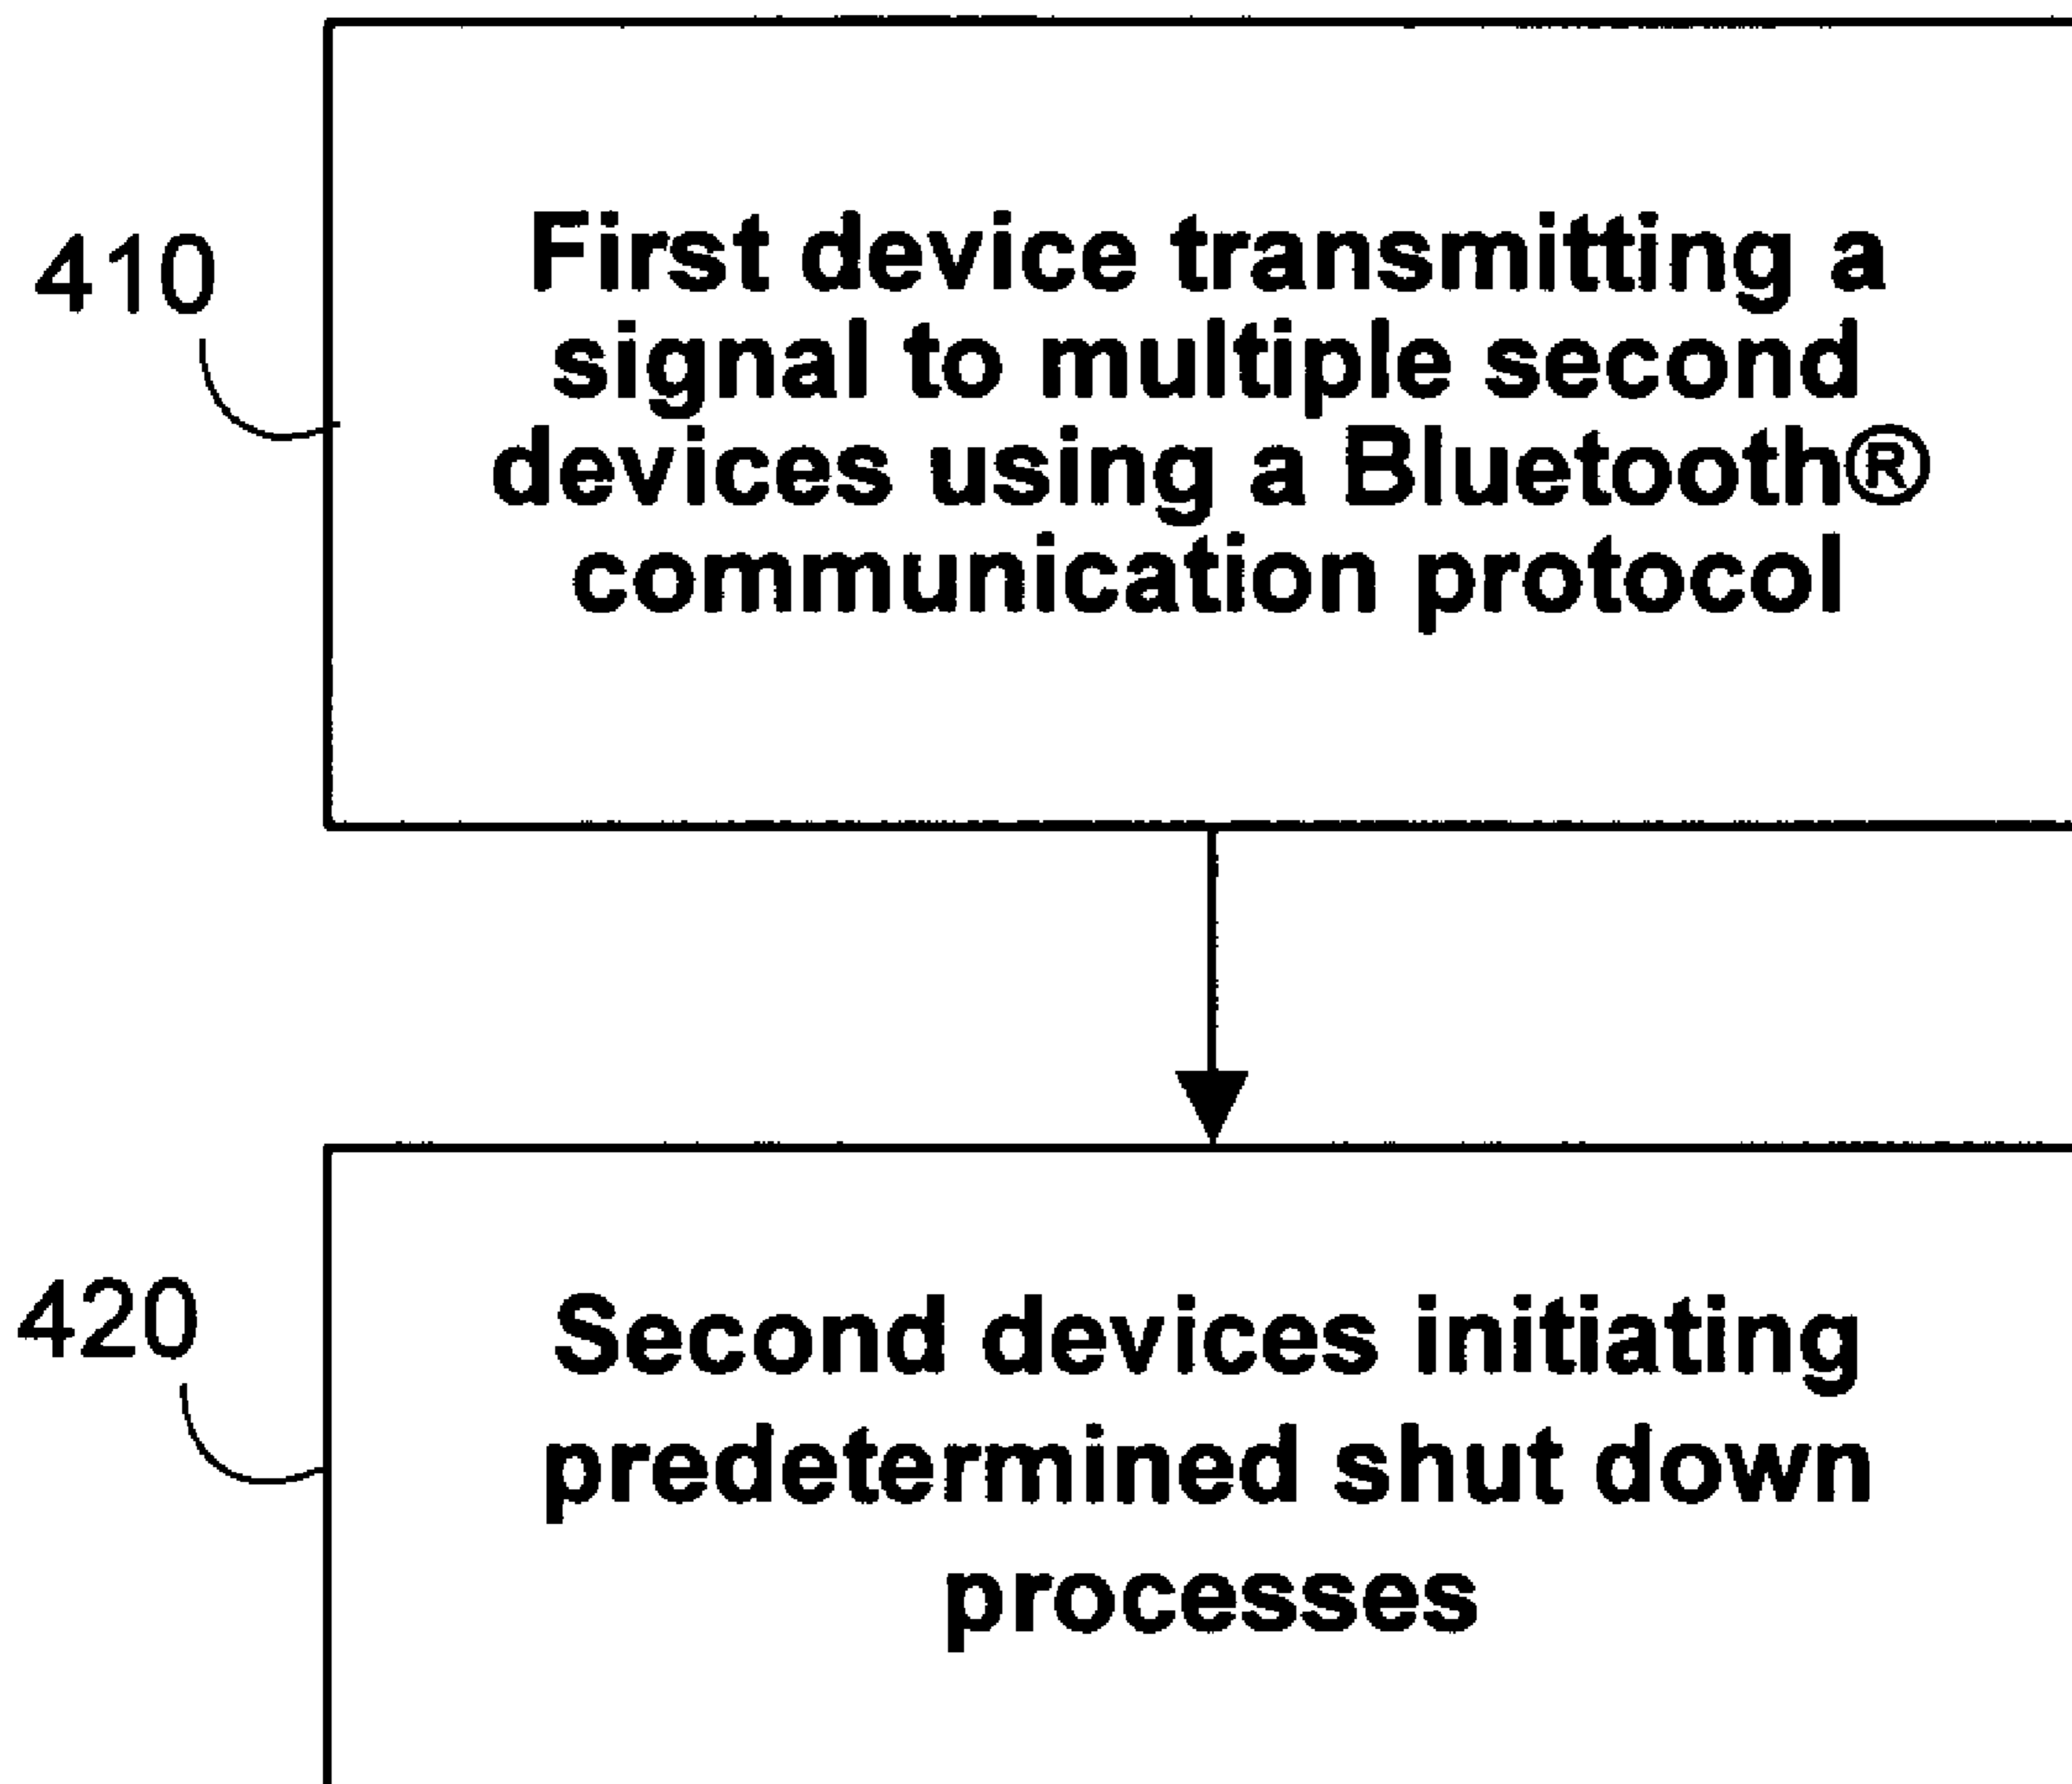 410
First device transmitting a
signal to multiple second
devices using a Bluetooth®
communication protocol
420
Second devices initiating
predetermined shut down
processes